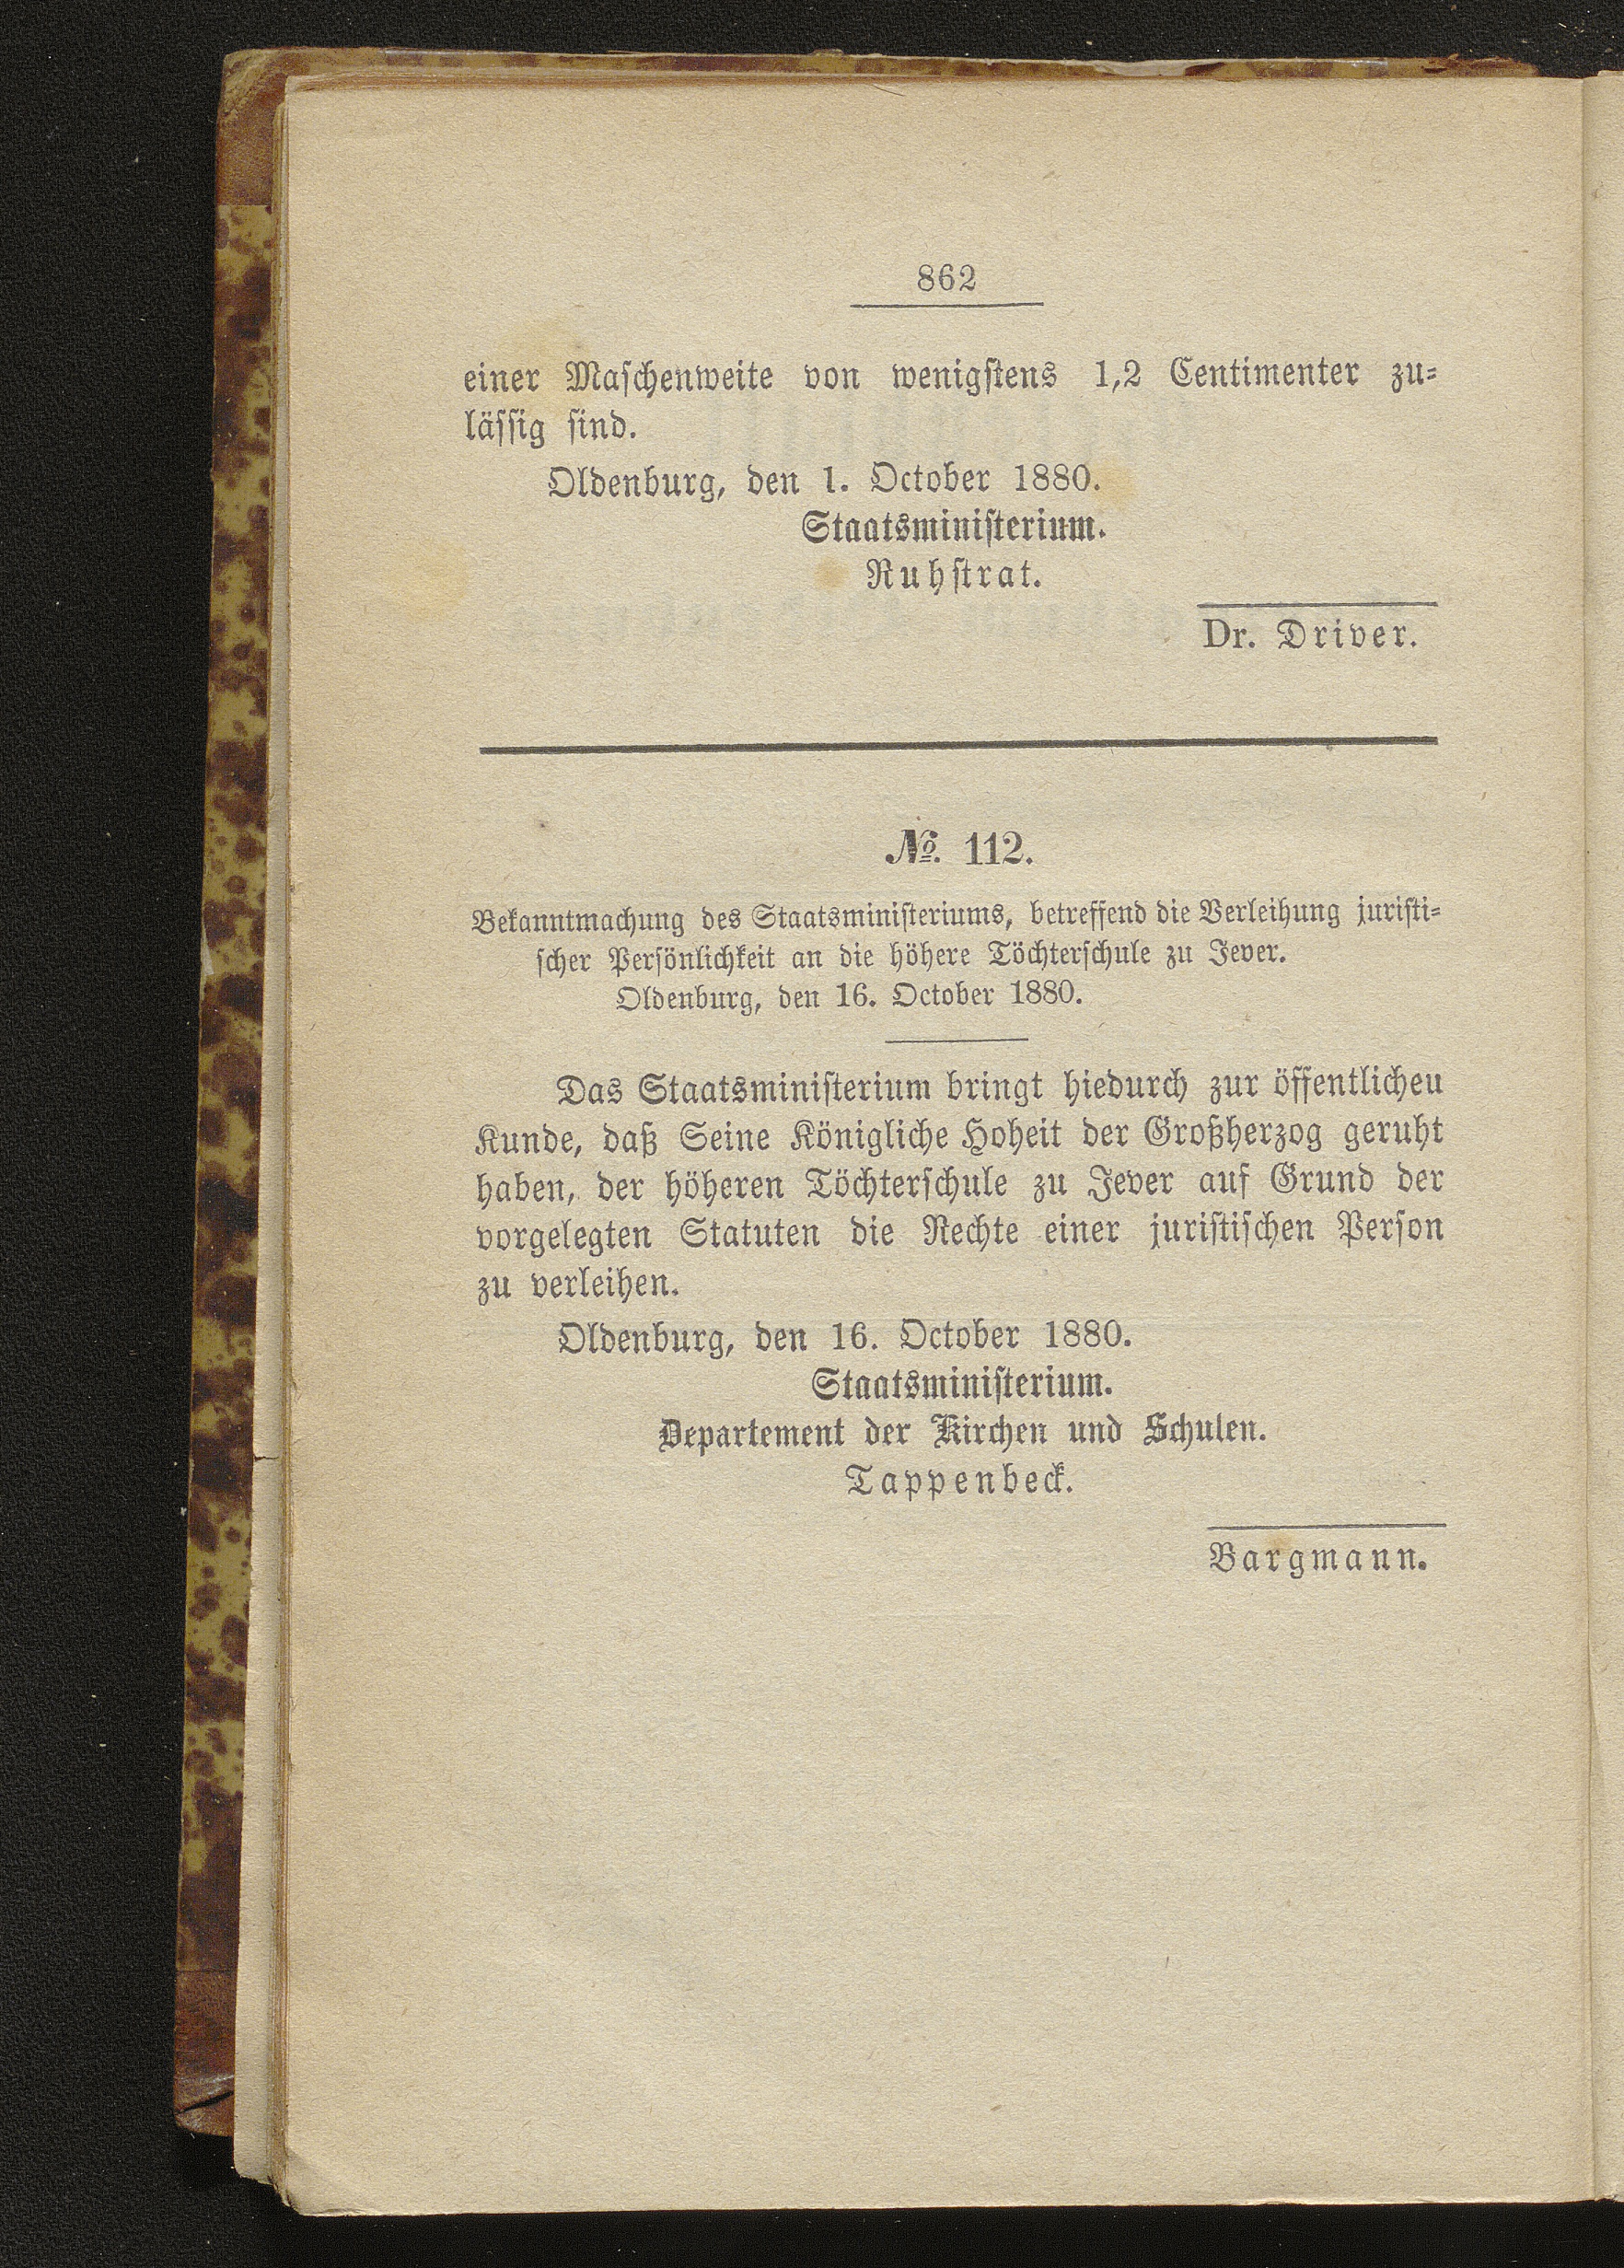 862
einer Maschenweite von wenigstens 1,2 Centimenter zu=
lässig sind.
Oldenburg, den 1. October 1880.
Staatsministerium.
Ruhstrat.
Dr. Driver.
№. 112.
Bekanntmachung des Staatsministeriums, betreffend die Verleihung juristi=
scher Persönlichkeit an die höhere Töchterschule zu Jever.
Oldenburg, den 16. October 1880.
Das Staatsministerium bringt hiedurch zur öffentlicheu
Kunde, daß Seine Königliche Hoheit der Großherzog geruht
haben, der höheren Töchterschule zu Jever auf Grund der
vorgelegten Statuten die Rechte einer juristischen Person
zu verleihen.
Oldenburg, den 16. October 1880.
Staatsministerium.
Departement der Kirchen und Schulen.
Tappenbeck.
Bargmann.